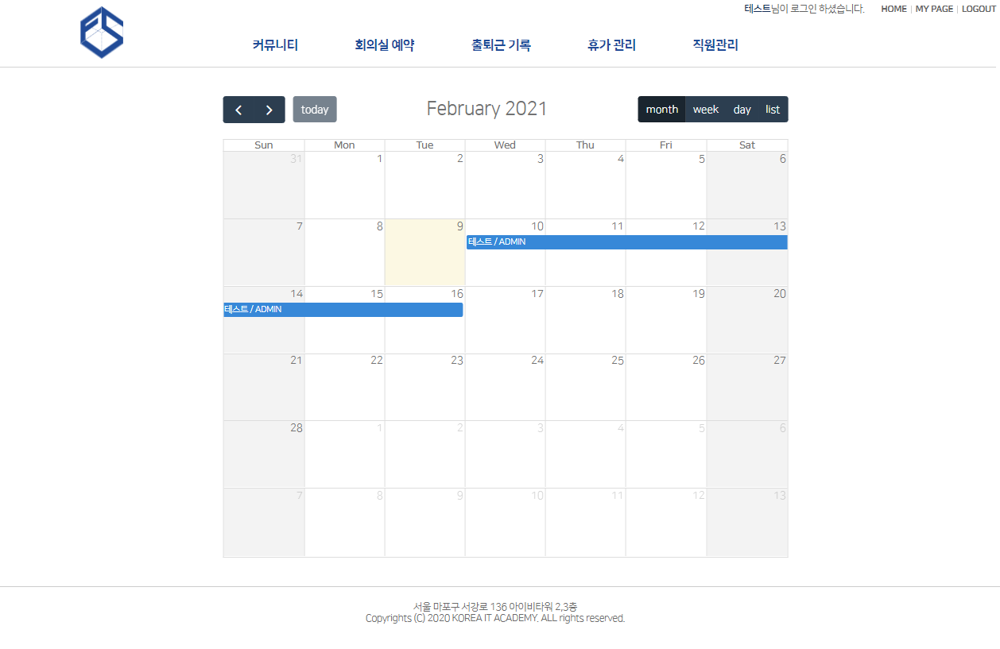 테스트님이 로그인 하셨습니다. HOME | MY PAGE | LOGOUT
커뮤니티 회의실 예약 출퇴근 기록 휴가 관리 직원관리
today February 2021 month week day list
Sun Mon Tue Wed Thu Fri Sat
31 1 2 3 4 5 6
7 8 9 10 11 12 13
테스트 / ADMIN
14 15 16 17 18 19 20
테스트 / ADMIN
21 22 23 24 25 26 27
28 1 2 3 4 5 6
7 8 9 10 11 12 13
서울 마포구 서강로 136 아이비타워 2,3층
Copyrights (C) 2020 KOREA IT ACADEMY. ALL rights reserved.